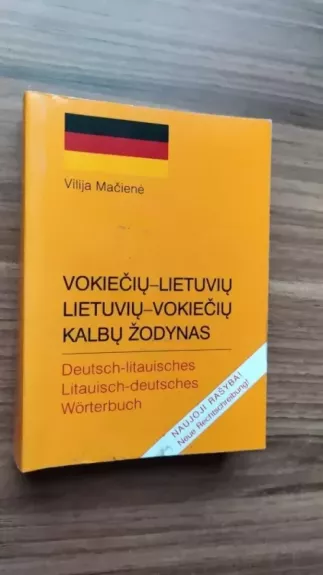 Vilija Mačienė
VOKIEČIŲ–LIETUVIŲ
LIETUVIŲ–VOKIEČIŲ
KALBŲ ŽODYNAS
Deutsch-litauisches
Litauisch-deutsches
Wörterbuch
NAUJOJI RAŠYBA!
Neue Rechtschreibung!